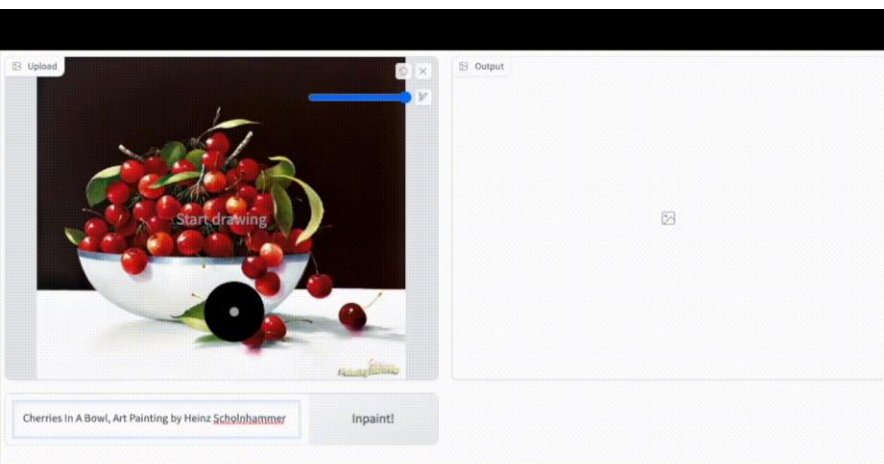 Upload
Output
Start drawing
Cherries In A Bowl, Art Painting by Heinz Scholnhammer
Inpaint!